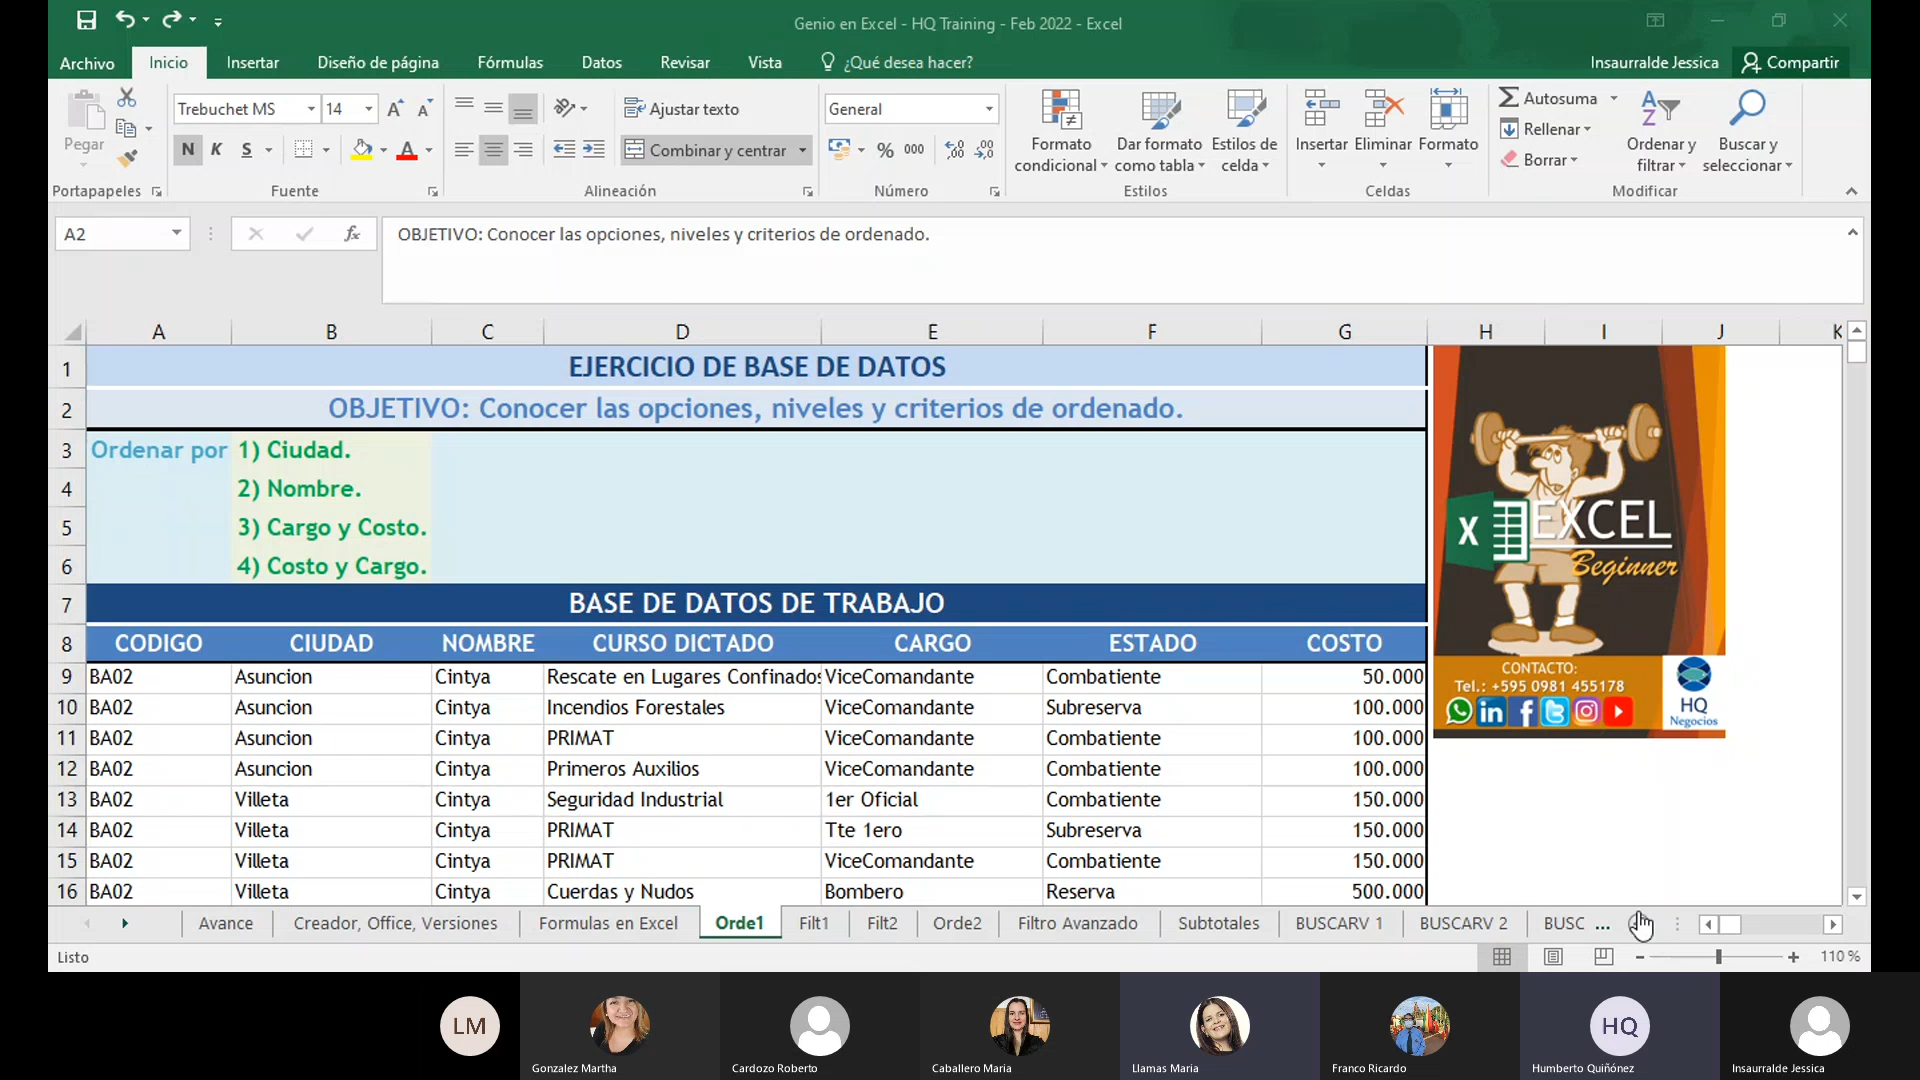 Genio en Excel - HQ Training - Feb 2022 - Excel
Archivo Inicio Insertar Diseño de página Fórmulas Datos Revisar Vista ¿Qué desea hacer? Insaurralde Jessica Compartir
Pegar
Portapapeles
Trebuchet MS 14
N K S
Fuente
Ajustar texto
Combinar y centrar
Alineación
General
% 000
Número
Formato condicional
Dar formato como tabla
Estilos de celda
Estilos
Insertar Eliminar Formato
Celdas
Autosuma
Rellenar
Borrar
Ordenar y filtrar
Buscar y seleccionar
Modificar
A2 fx OBJETIVO: Conocer las opciones, niveles y criterios de ordenado.
A B C D E F G H I J K
1 EJERCICIO DE BASE DE DATOS
2 OBJETIVO: Conocer las opciones, niveles y criterios de ordenado.
3 Ordenar por 1) Ciudad.
4 2) Nombre.
5 3) Cargo y Costo.
6 4) Costo y Cargo.
7 BASE DE DATOS DE TRABAJO
8 CODIGO CIUDAD NOMBRE CURSO DICTADO CARGO ESTADO COSTO
9 BA02 Asuncion Cintya Rescate en Lugares Confinados ViceComandante Combatiente 50.000
10 BA02 Asuncion Cintya Incendios Forestales ViceComandante Subreserva 100.000
11 BA02 Asuncion Cintya PRIMAT ViceComandante Combatiente 100.000
12 BA02 Asuncion Cintya Primeros Auxilios ViceComandante Combatiente 100.000
13 BA02 Villeta Cintya Seguridad Industrial 1er Oficial Combatiente 150.000
14 BA02 Villeta Cintya PRIMAT Tte 1ero Subreserva 150.000
15 BA02 Villeta Cintya PRIMAT ViceComandante Combatiente 150.000
16 BA02 Villeta Cintya Cuerdas y Nudos Bombero Reserva 500.000
X EXCEL
Beginner
CONTACTO:
Tel.: +595 0981 455178
HQ
Negocios
Avance Creador, Office, Versiones Formulas en Excel Orde1 Filt1 Filt2 Orde2 Filtro Avanzado Subtotales BUSCARV 1 BUSCARV 2 BUSC ...
Listo 110 %
LM
HQ
Gonzalez Martha Cardozo Roberto Caballero Maria Llamas Maria Franco Ricardo Humberto Quiñónez Insaurralde Jessica